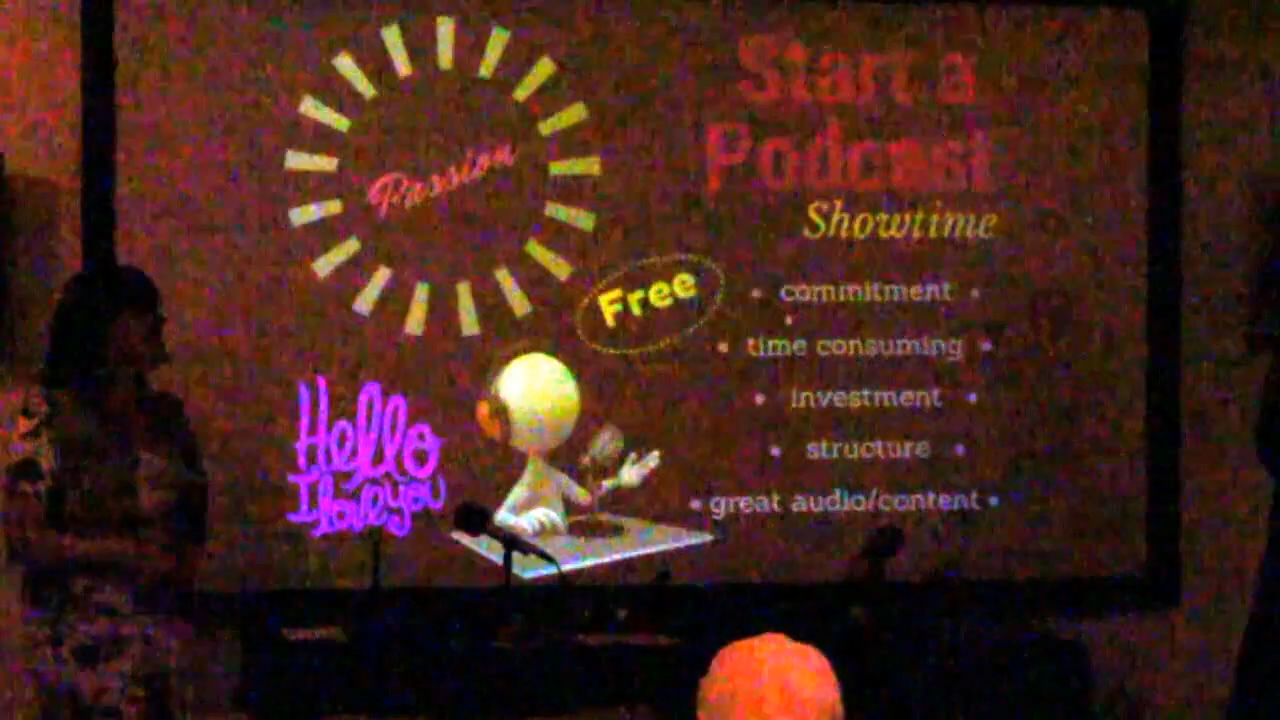 Passion
Start a
Podcast
Showtime
Free
• commitment •
• time consuming •
• investment •
• structure •
• great audio/content •
Hello
I love you